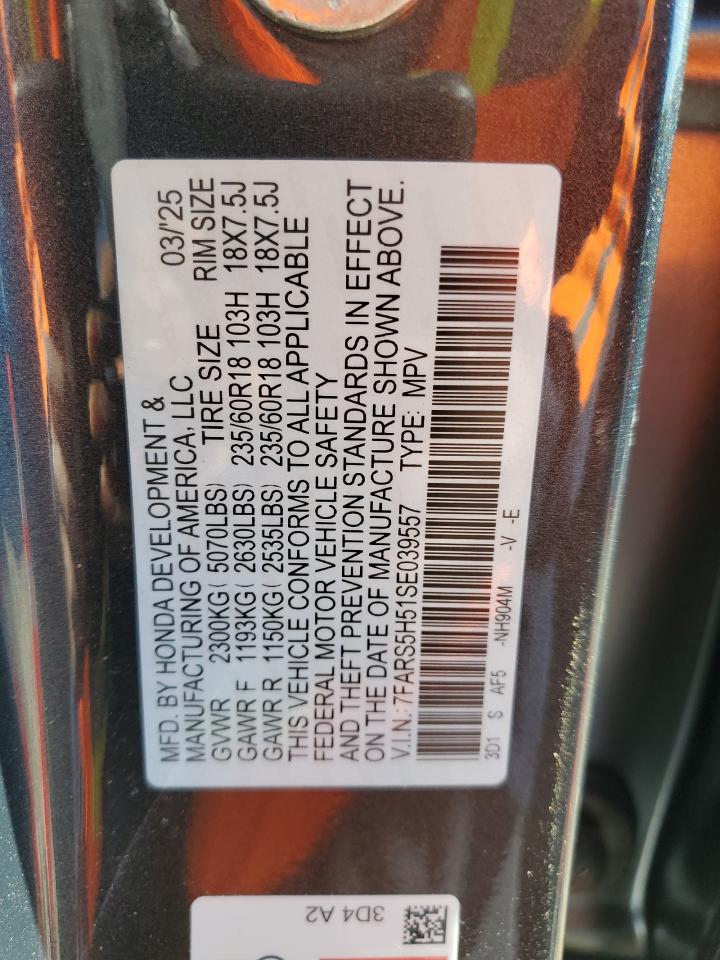 MFD. BY HONDA DEVELOPMENT & 03/'25
MANUFACTURING OF AMERICA, LLC
TIRE SIZE RIM SIZE
GVWR 2300KG( 5070LBS)
GAWR F 1193KG( 2630LBS) 235/60R18 103H 18X7.5J
GAWR R 1150KG( 2535LBS) 235/60R18 103H 18X7.5J
THIS VEHICLE CONFORMS TO ALL APPLICABLE
FEDERAL MOTOR VEHICLE SAFETY
AND THEFT PREVENTION STANDARDS IN EFFECT
ON THE DATE OF MANUFACTURE SHOWN ABOVE.
V.I.N.: 7FARS5H51SE039557 TYPE: MPV
3D1 S AF5 -NH904M -V -E
3D4 A2